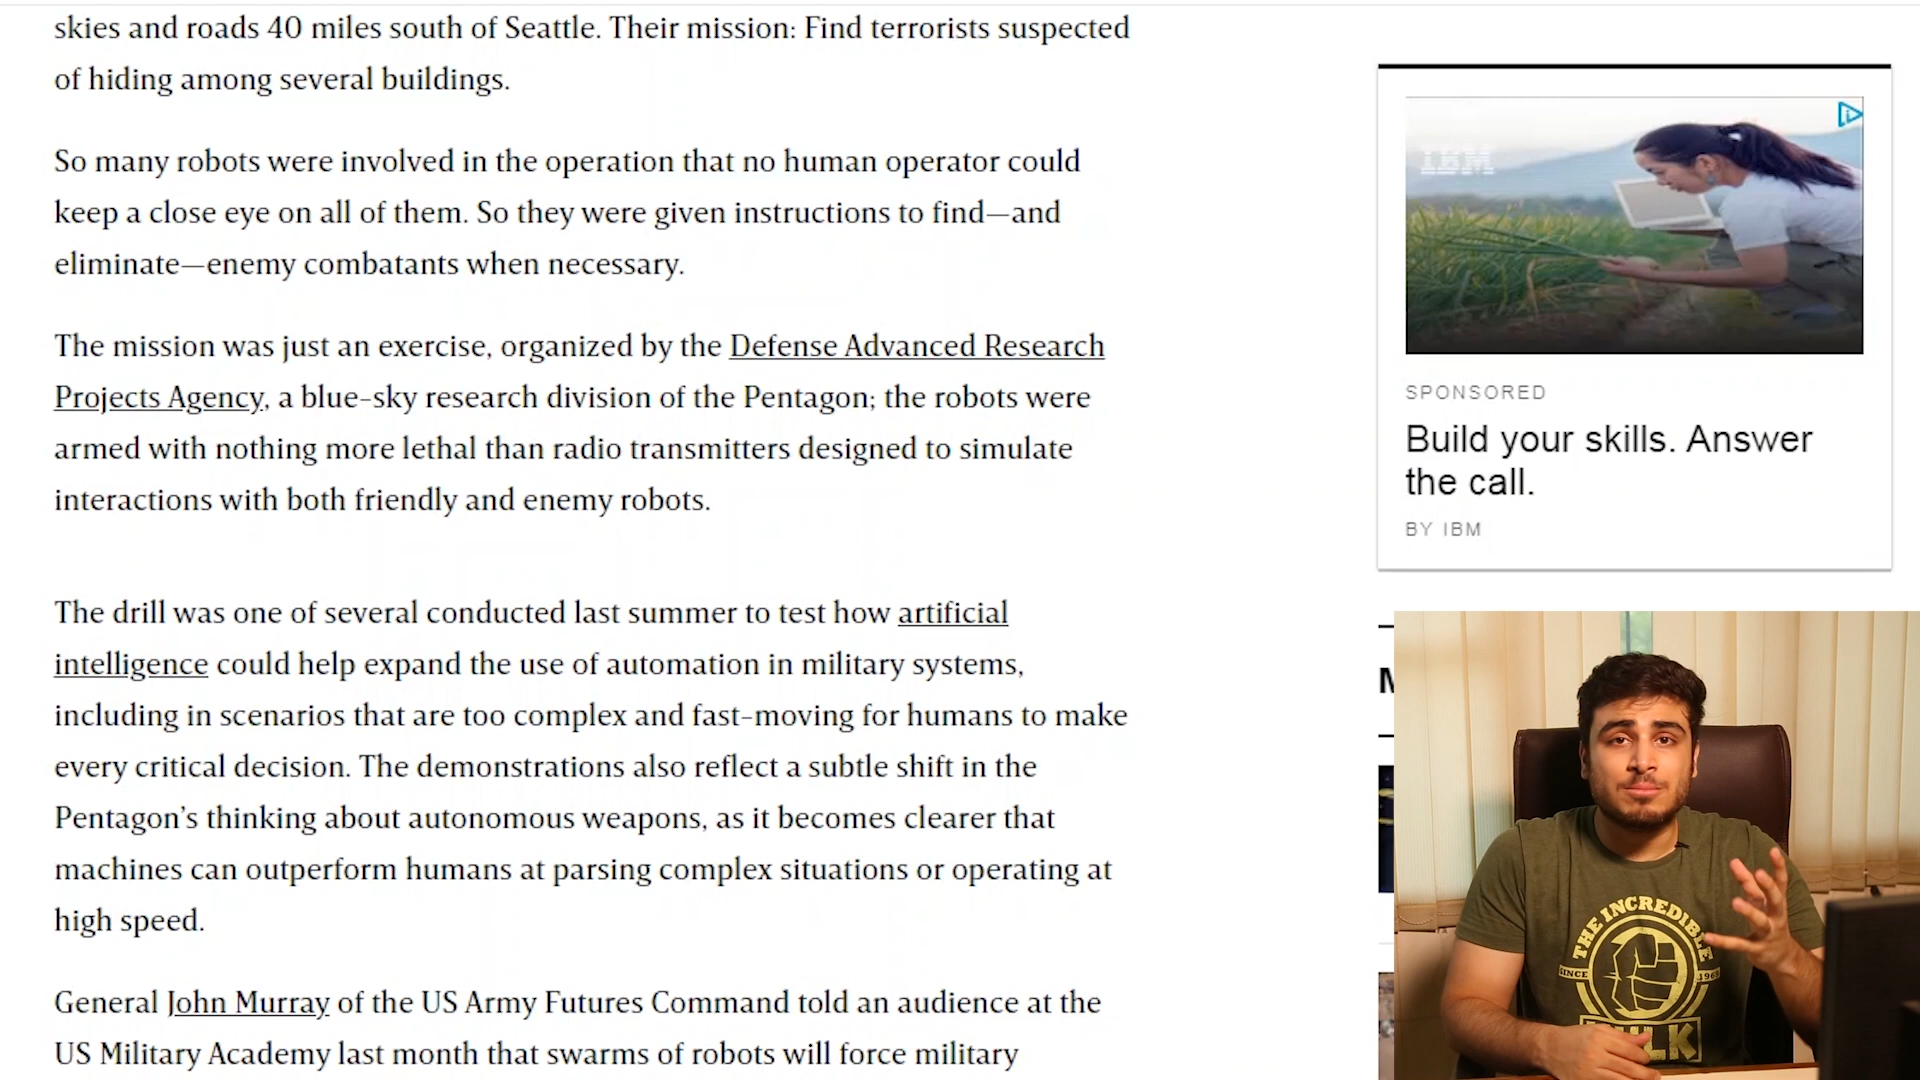 skies and roads 40 miles south of Seattle. Their mission: Find terrorists suspected
of hiding among several buildings.
So many robots were involved in the operation that no human operator could
keep a close eye on all of them. So they were given instructions to find—and
eliminate—enemy combatants when necessary.
The mission was just an exercise, organized by the Defense Advanced Research
Projects Agency, a blue-sky research division of the Pentagon; the robots were
armed with nothing more lethal than radio transmitters designed to simulate
interactions with both friendly and enemy robots.
The drill was one of several conducted last summer to test how artificial
intelligence could help expand the use of automation in military systems,
including in scenarios that are too complex and fast-moving for humans to make
every critical decision. The demonstrations also reflect a subtle shift in the
Pentagon's thinking about autonomous weapons, as it becomes clearer that
machines can outperform humans at parsing complex situations or operating at
high speed.
General John Murray of the US Army Futures Command told an audience at the
US Military Academy last month that swarms of robots will force military
IBM
SPONSORED
Build your skills. Answer
the call.
BY IBM
THE INCREDIBLE
SINCE